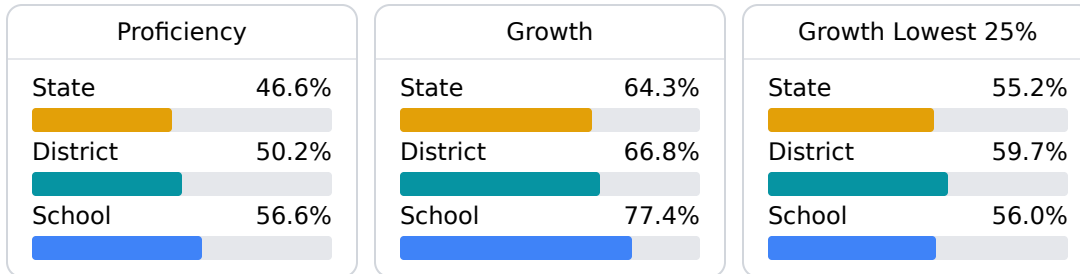 Proficiency
State 46.6%
District 50.2%
School 56.6%
Growth
State 64.3%
District 66.8%
School 77.4%
Growth Lowest 25%
State 55.2%
District 59.7%
School 56.0%